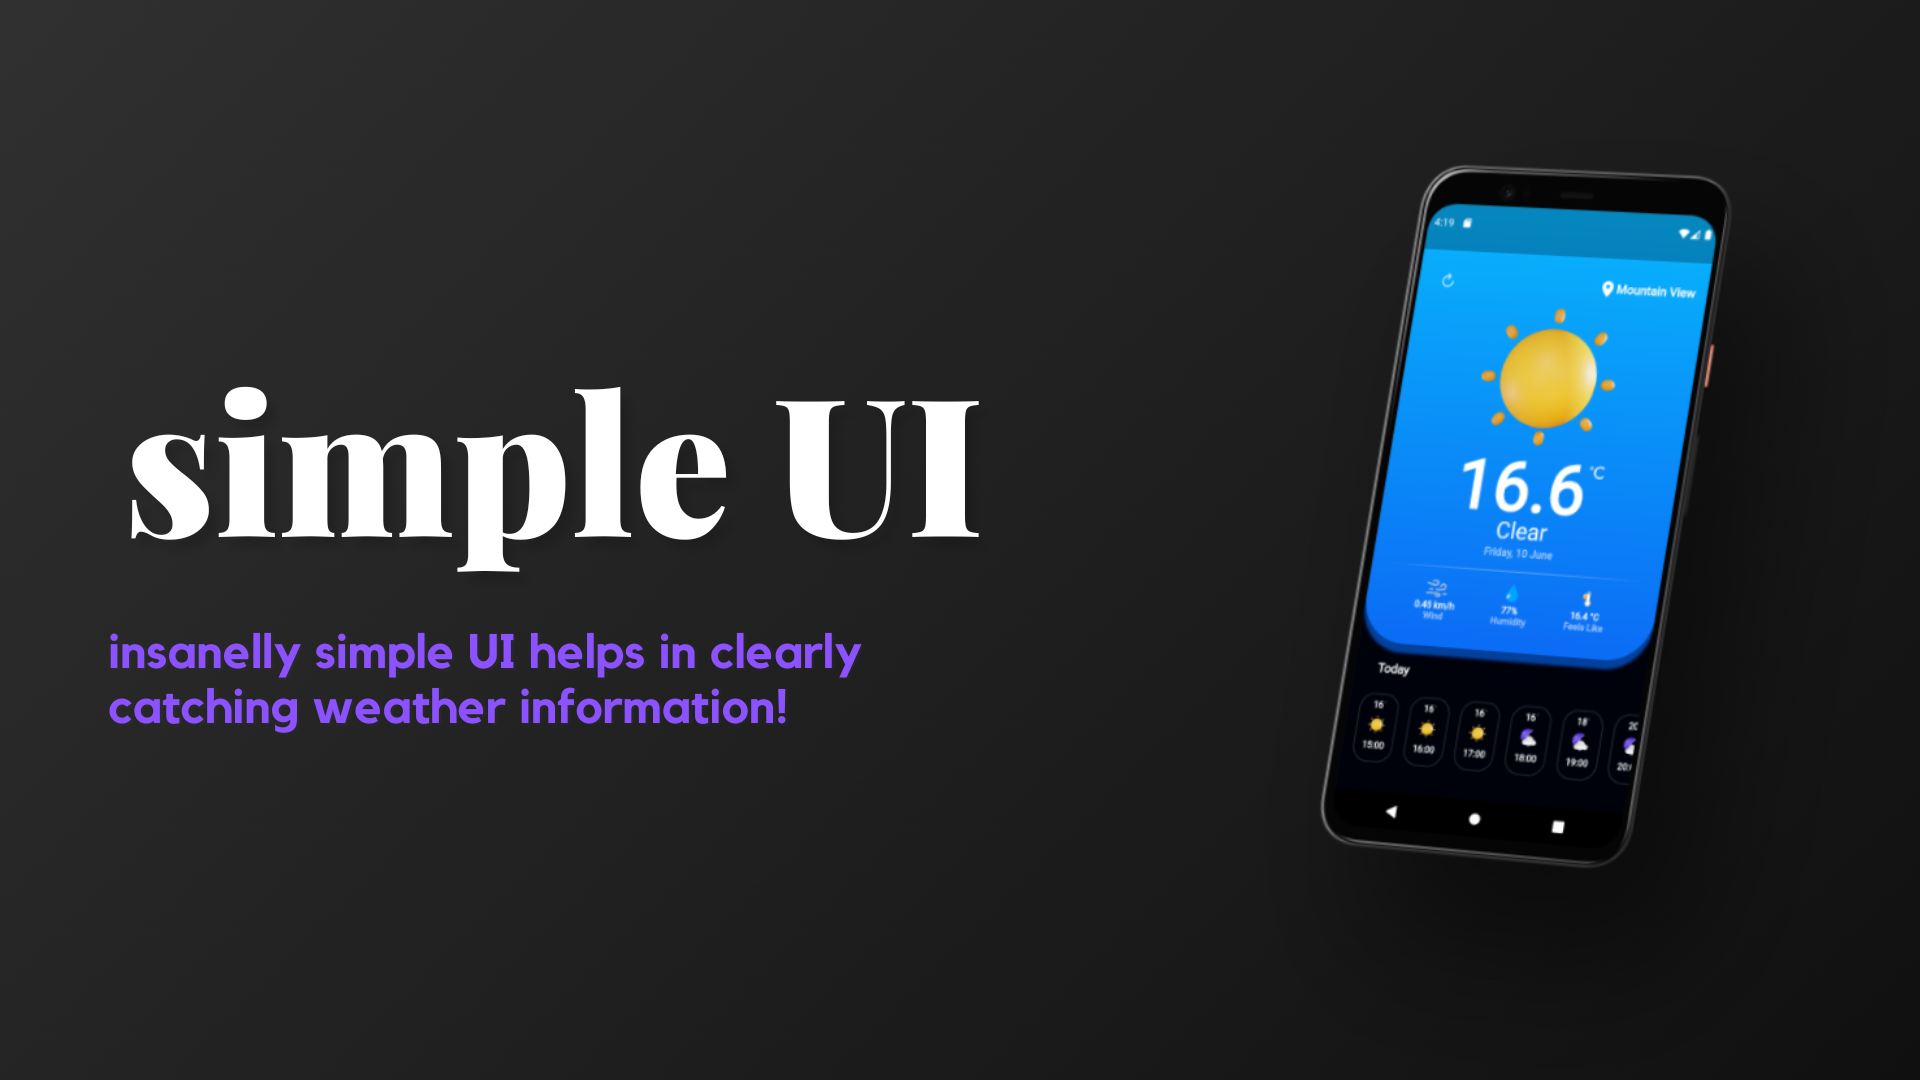 simple UI
insanelly simple UI helps in clearly
catching weather information!
4:19
Mountain View
16.6 °C
Clear
Friday, 10 June
0.45 km/h 77% 16.4 °C
Wind Humidity Feels Like
Today
16 16 16 16 18 20
15:00 16:00 17:00 18:00 19:00